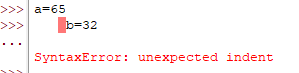 >>> a=65
>>>     b=32
...
SyntaxError: unexpected indent
>>>